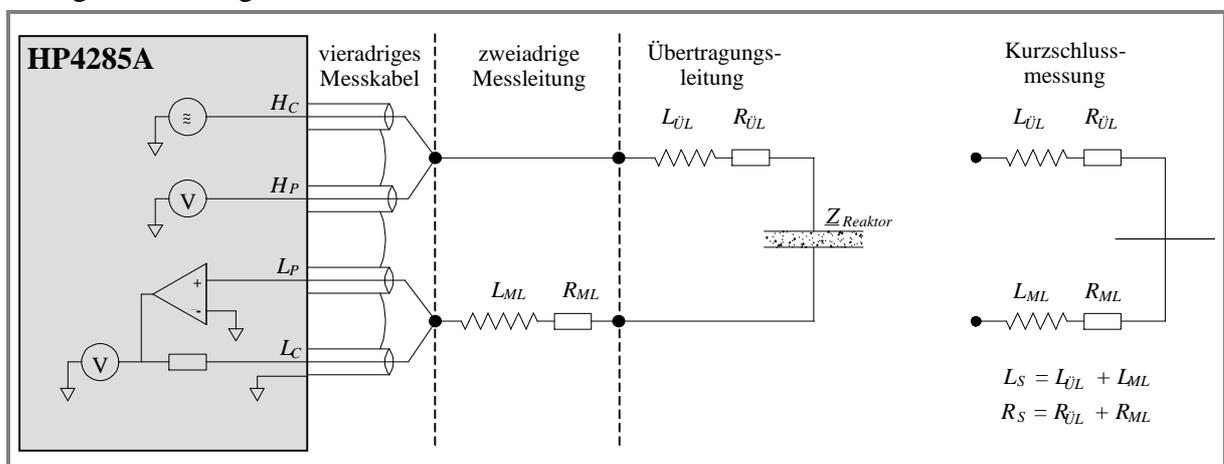 HP4285A
vieradriges
Messkabel
zweiadrige
Messleitung
Übertragungs-
leitung
Kurzschluss-
messung
H_C
H_P
L_P
L_C
V
V
+
-
L_ML R_ML
L_ÜL R_ÜL
Z_Reaktor
L_ÜL R_ÜL
L_ML R_ML
L_S = L_ÜL + L_ML
R_S = R_ÜL + R_ML